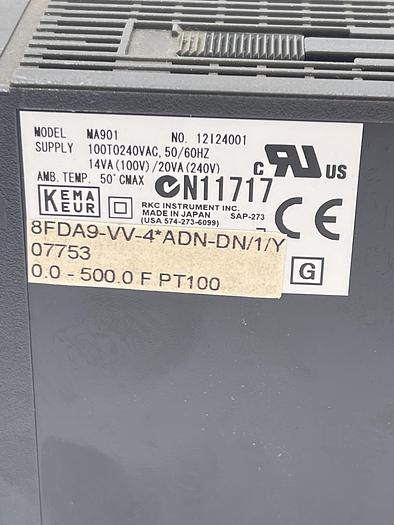 MODEL MA901 NO. 12I24001
SUPPLY 100TO240VAC, 50/60HZ
14VA(100V)/20VA(240V)
AMB. TEMP. 50°CMAX N11717
c RU US
KEMA
KEUR
RKC INSTRUMENT INC.
MADE IN JAPAN SAP-273
(USA 574-273-6099)
CE
8FDA9-VV-4*ADN-DN/1/Y
07753
0.0 - 500.0 F PT100
G